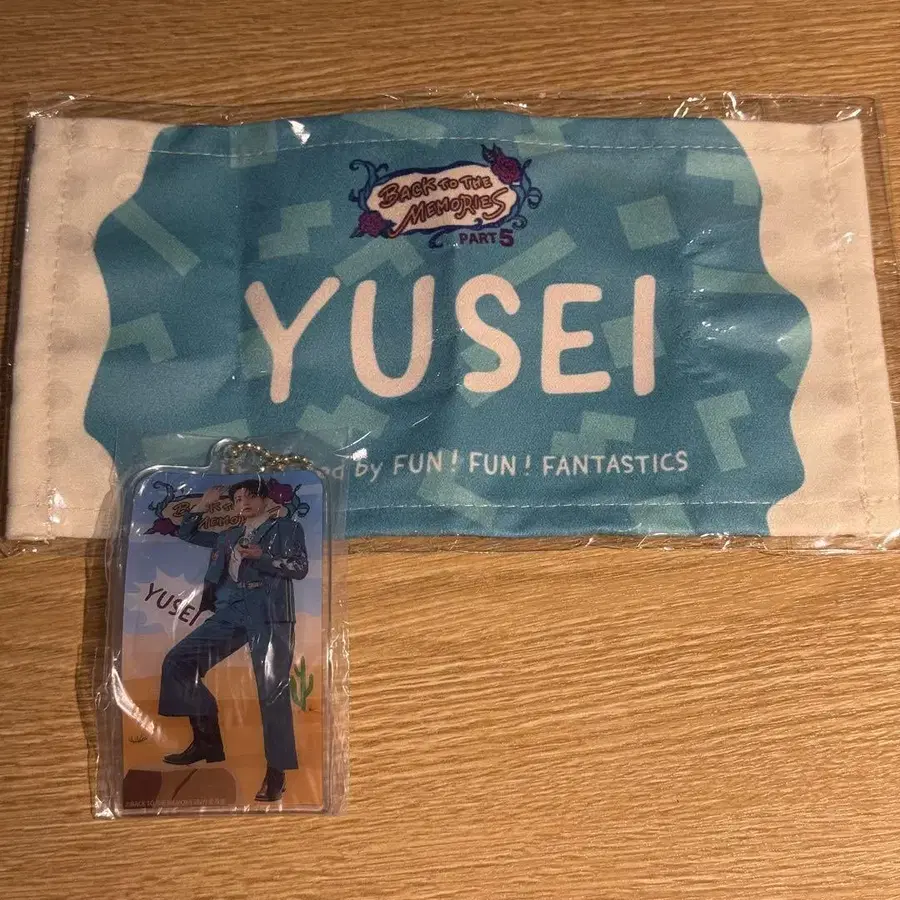 BACK TO THE
MEMORIES
PART 5
YUSEI
by FUN! FUN! FANTASTICS
YUSEI